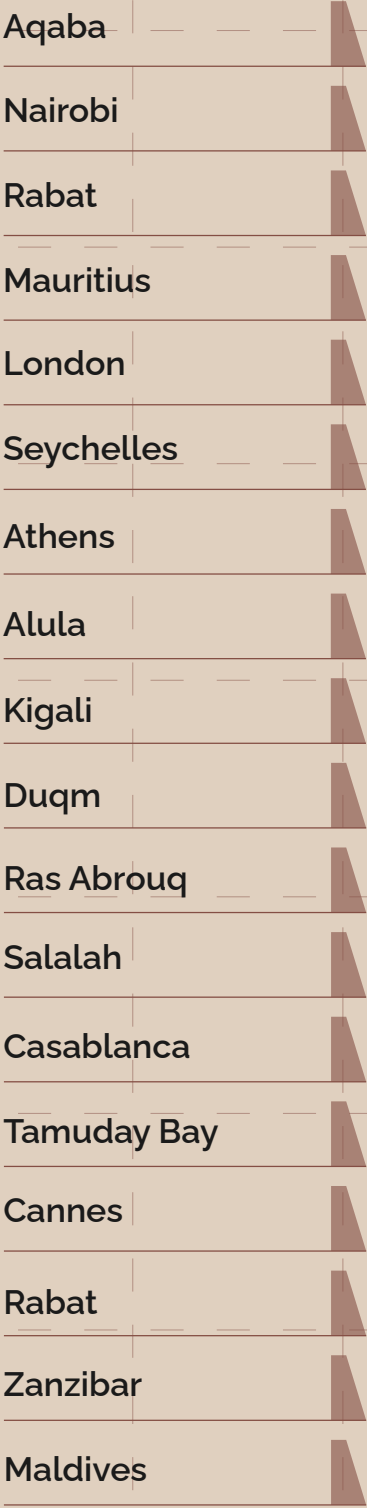 Aqaba
Nairobi
Rabat
Mauritius
London
Seychelles
Athens
Alula
Kigali
Duqm
Ras Abrouq
Salalah
Casablanca
Tamuday Bay
Cannes
Rabat
Zanzibar
Maldives